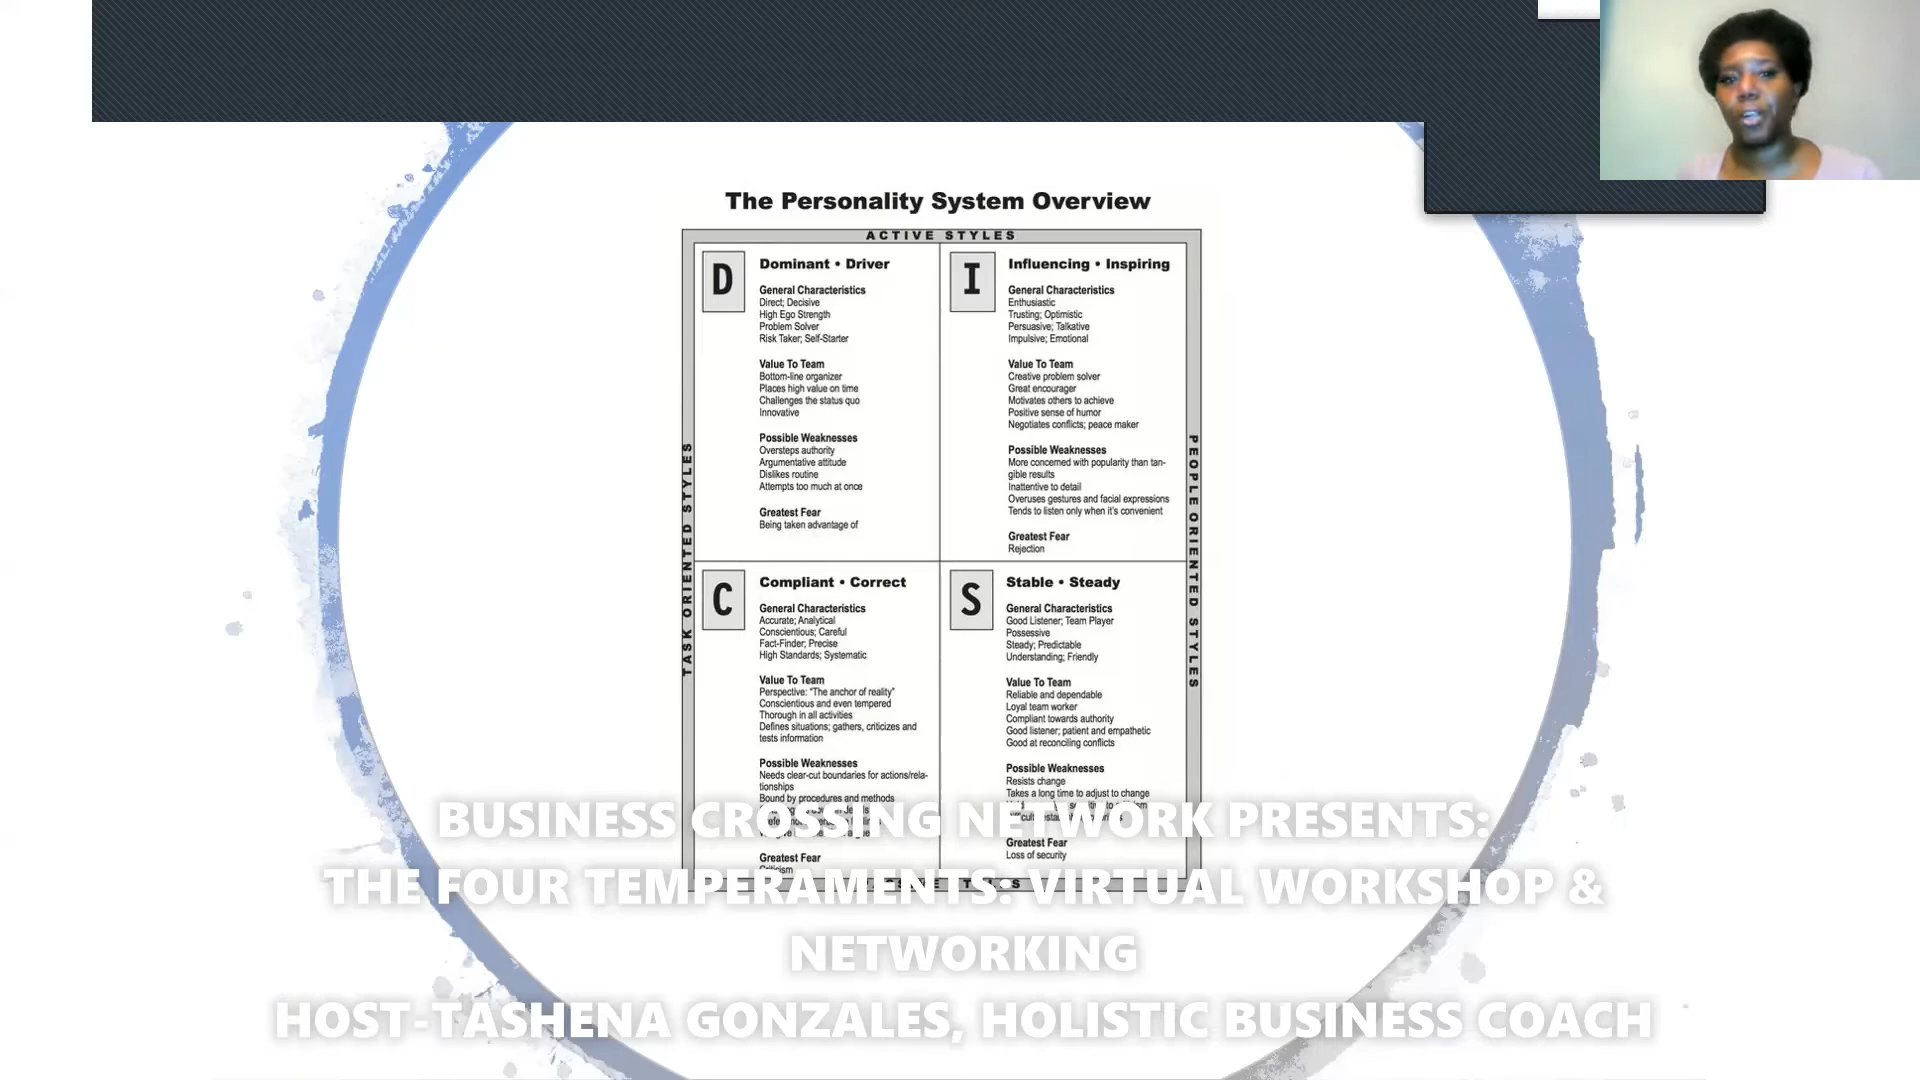 The Personality System Overview
ACTIVE STYLES
TASK ORIENTED STYLES
PEOPLE ORIENTED STYLES
D
Dominant • Driver
General Characteristics
Direct; Decisive
High Ego Strength
Problem Solver
Risk Taker; Self-Starter
Value To Team
Bottom-line organizer
Places high value on time
Challenges the status quo
Innovative
Possible Weaknesses
Oversteps authority
Argumentative attitude
Dislikes routine
Attempts too much at once
Greatest Fear
Being taken advantage of
I
Influencing • Inspiring
General Characteristics
Enthusiastic
Trusting; Optimistic
Persuasive; Talkative
Impulsive; Emotional
Value To Team
Creative problem solver
Great encourager
Motivates others to achieve
Positive sense of humor
Negotiates conflicts; peace maker
Possible Weaknesses
More concerned with popularity than tan-
gible results
Inattentive to detail
Overuses gestures and facial expressions
Tends to listen only when it's convenient
Greatest Fear
Rejection
C
Compliant • Correct
General Characteristics
Accurate; Analytical
Conscientious; Careful
Fact-Finder; Precise
High Standards; Systematic
Value To Team
Perspective: "The anchor of reality"
Conscientious and even tempered
Thorough in all activities
Defines situations; gathers, criticizes and
tests information
Possible Weaknesses
Needs clear-cut boundaries for actions/rela-
tionships
Bound by procedures and methods
Greatest Fear
Criticism
S
Stable • Steady
General Characteristics
Good Listener; Team Player
Possessive
Steady; Predictable
Understanding; Friendly
Value To Team
Reliable and dependable
Loyal team worker
Compliant towards authority
Good listener; patient and empathetic
Good at reconciling conflicts
Possible Weaknesses
Resists change
Takes a long time to adjust to change
Greatest Fear
Loss of security
BUSINESS CROSSING NETWORK PRESENTS:
THE FOUR TEMPERAMENTS: VIRTUAL WORKSHOP &
NETWORKING
HOST-TASHENA GONZALES, HOLISTIC BUSINESS COACH